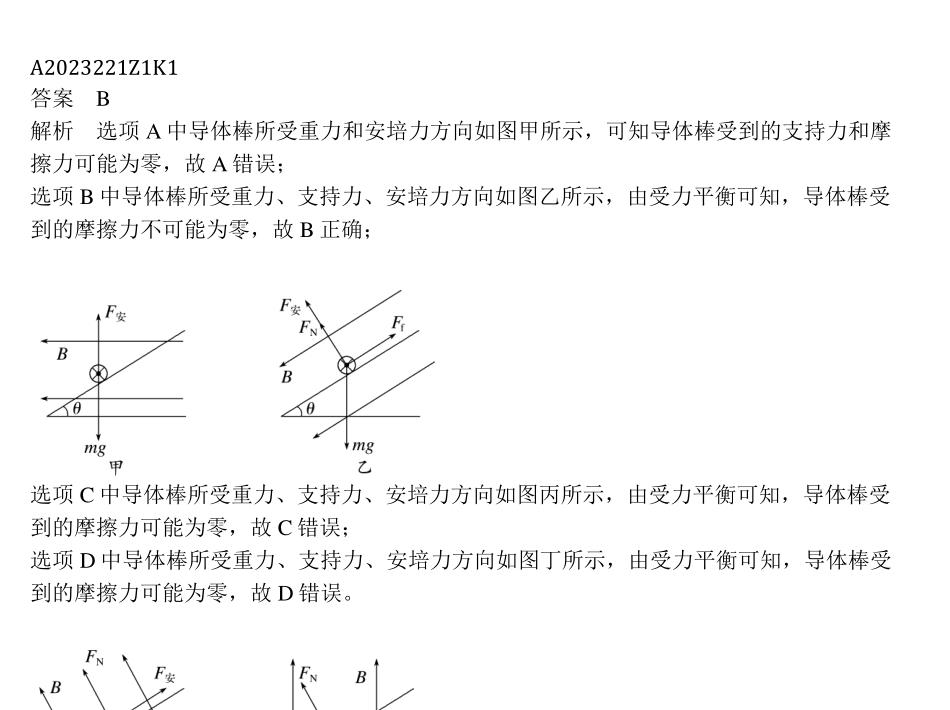 A2023221Z1K1
答案 B
解析 选项 A 中导体棒所受重力和安培力方向如图甲所示，可知导体棒受到的支持力和摩
擦力可能为零，故 A 错误；
选项 B 中导体棒所受重力、支持力、安培力方向如图乙所示，由受力平衡可知，导体棒受
到的摩擦力不可能为零，故 B 正确；
F安
B
θ
mg
甲
F安
FN
Ff
B
θ
mg
乙
选项 C 中导体棒所受重力、支持力、安培力方向如图丙所示，由受力平衡可知，导体棒受
到的摩擦力可能为零，故 C 错误；
选项 D 中导体棒所受重力、支持力、安培力方向如图丁所示，由受力平衡可知，导体棒受
到的摩擦力可能为零，故 D 错误。
FN
F安
B
FN
B